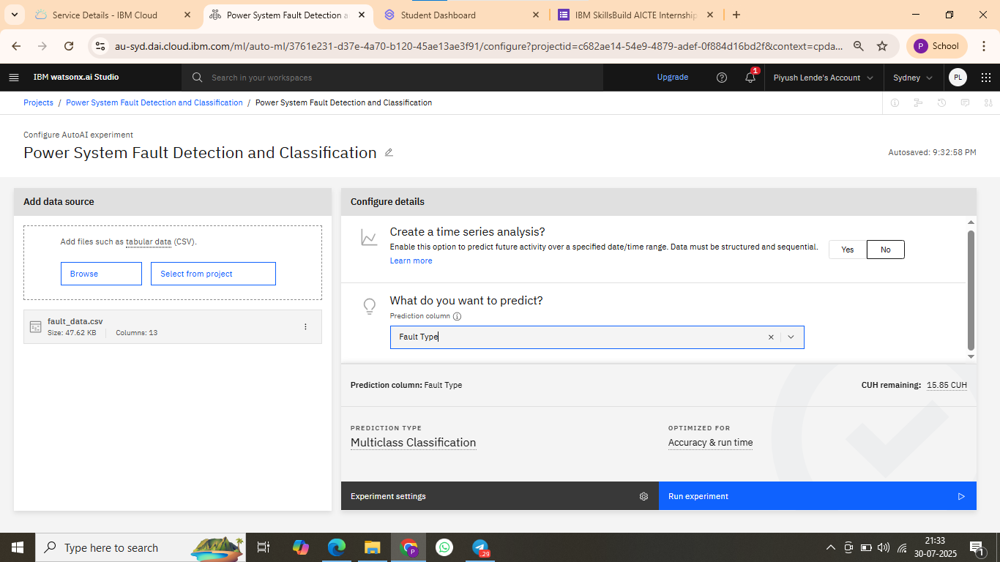 Service Details - IBM Cloud
Power System Fault Detection a
Student Dashboard
IBM SkillsBuild AICTE Internship
au-syd.dai.cloud.ibm.com/ml/auto-ml/3761e231-d37e-4a70-b120-45ae13ae3f91/configure?projectid=c682ae14-54e9-4879-adef-0f884d16bd2f&context=cpda...
P School
IBM watsonx.ai Studio
Search in your workspaces
Upgrade
1
Piyush Lende's Account
Sydney
PL
Projects / Power System Fault Detection and Classification / Power System Fault Detection and Classification
Configure AutoAI experiment
Power System Fault Detection and Classification
Autosaved: 9:32:58 PM
Add data source
Add files such as tabular data (CSV).
Browse
Select from project
fault_data.csv
Size: 47.62 KB
Columns: 13
Configure details
Create a time series analysis?
Enable this option to predict future activity over a specified date/time range. Data must be structured and sequential.
Learn more
Yes
No
What do you want to predict?
Prediction column
Fault Type
Prediction column: Fault Type
CUH remaining: 15.85 CUH
PREDICTION TYPE
Multiclass Classification
OPTIMIZED FOR
Accuracy & run time
Experiment settings
Run experiment
Type here to search
P
29
21:33
30-07-2025
1